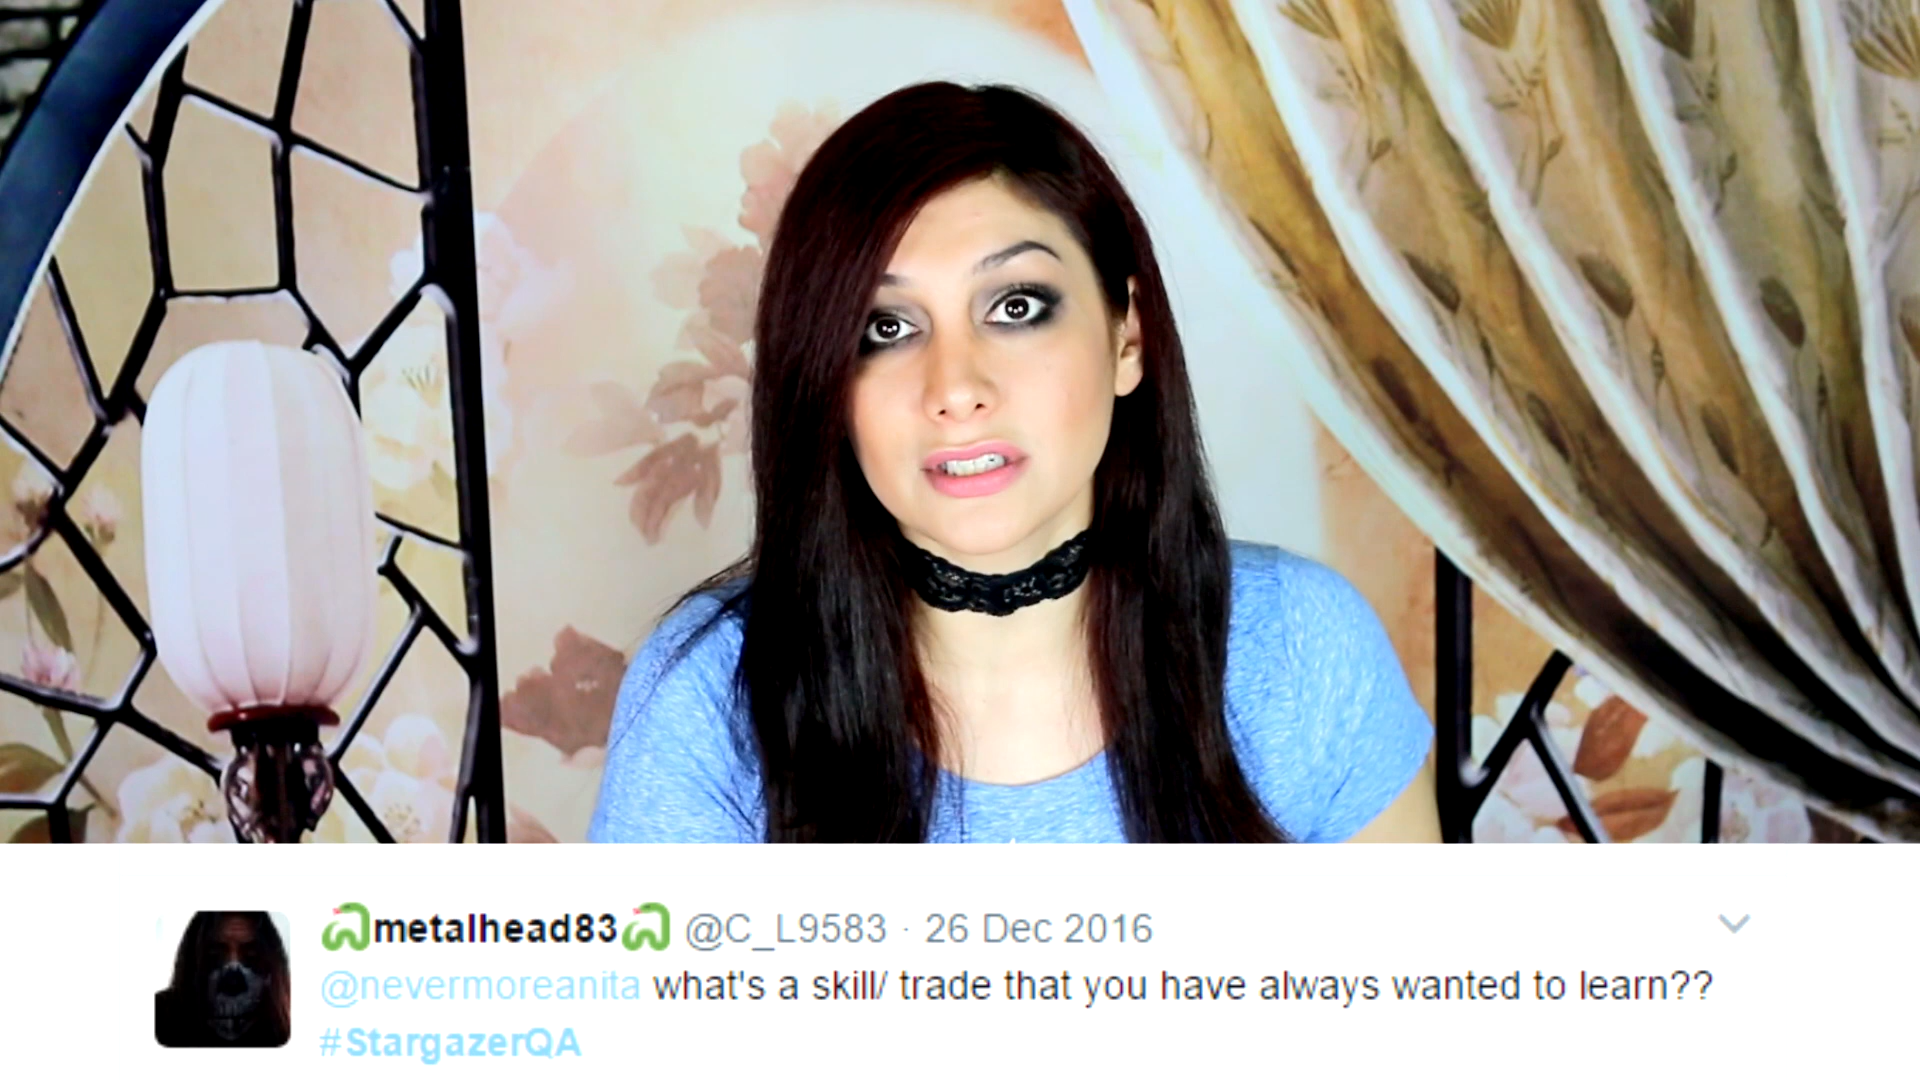 🐍metalhead83🐍 @C_L9583 · 26 Dec 2016
@nevermoreanita what's a skill/ trade that you have always wanted to learn??
#StargazerQA